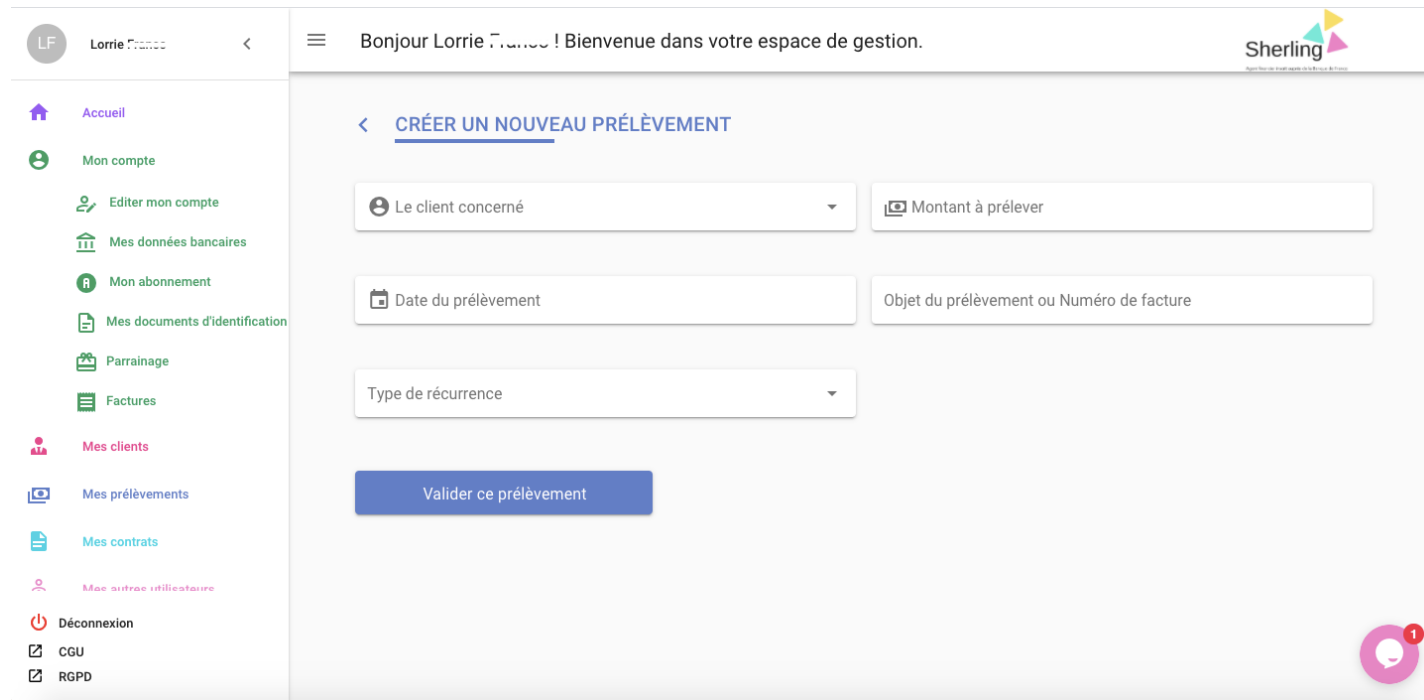 LF
Lorrie
Bonjour Lorrie ! Bienvenue dans votre espace de gestion.
Sherling
Accueil
Mon compte
Editer mon compte
Mes données bancaires
Mon abonnement
Mes documents d'identification
Parrainage
Factures
Mes clients
Mes prélèvements
Mes contrats
Mes autres utilisateurs
Déconnexion
CGU
RGPD
CRÉER UN NOUVEAU PRÉLÈVEMENT
Le client concerné
Montant à prélever
Date du prélèvement
Objet du prélèvement ou Numéro de facture
Type de récurrence
Valider ce prélèvement
1